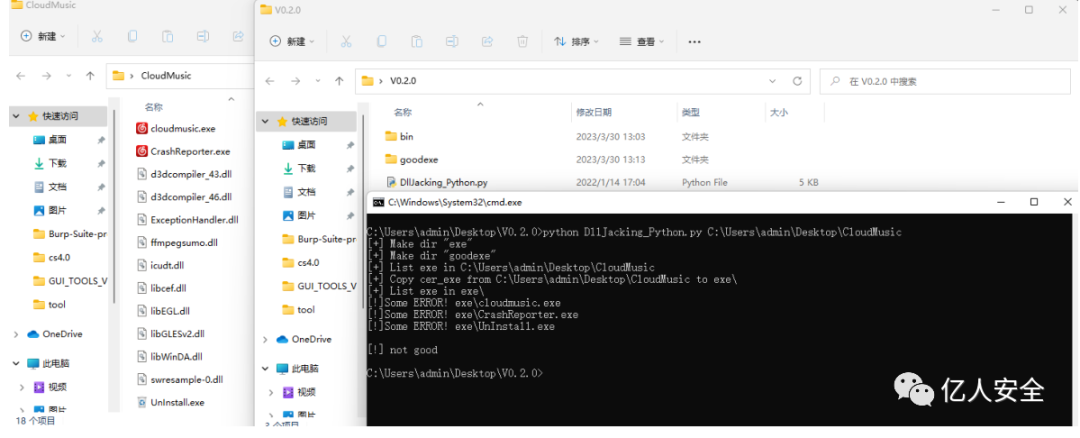 CloudMusic
新建
CloudMusic
名称
快速访问
桌面
下载
文档
图片
Burp-Suite-pr
cs4.0
GUI_TOOLS_V
tool
OneDrive
此电脑
视频
图片
18 个项目
cloudmusic.exe
CrashReporter.exe
d3dcompiler_43.dll
d3dcompiler_46.dll
ExceptionHandler.dll
ffmpegsumo.dll
icudt.dll
libcef.dll
libEGL.dll
libGLESv2.dll
libWinDA.dll
swresample-0.dll
UnInstall.exe
V0.2.0
新建 排序 查看
V0.2.0
在 V0.2.0 中搜索
快速访问
桌面
下载
文档
图片
Burp-Suite-pr
cs4.0
GUI_TOOLS_V
tool
OneDrive
此电脑
视频
图片
3 个项目
名称 修改日期 类型 大小
bin 2023/3/30 13:03 文件夹
goodexe 2023/3/30 13:13 文件夹
DllJacking_Python.py 2022/1/14 17:04 Python File 5 KB
C:\Windows\System32\cmd.exe
C:\Users\admin\Desktop\V0.2.0>python DllJacking_Python.py C:\Users\admin\Desktop\CloudMusic
[+] Make dir "exe"
[+] Make dir "goodexe"
[+] List exe in C:\Users\admin\Desktop\CloudMusic
[+] Copy cer_exe from C:\Users\admin\Desktop\CloudMusic to exe\
[+] List exe in exe\
[!]Some ERROR! exe\cloudmusic.exe
[!]Some ERROR! exe\CrashReporter.exe
[!]Some ERROR! exe\UnInstall.exe
[!] not good
C:\Users\admin\Desktop\V0.2.0>
亿人安全